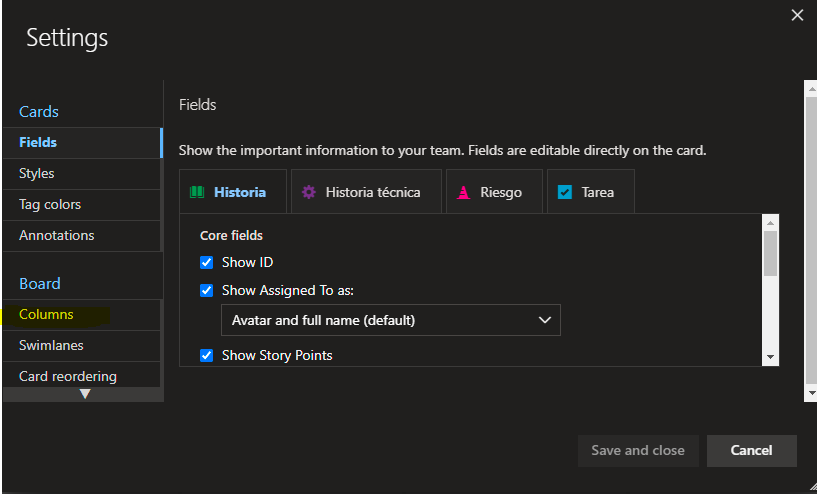 Settings
Cards
Fields
Styles
Tag colors
Annotations
Board
Columns
Swimlanes
Card reordering
Fields
Show the important information to your team. Fields are editable directly on the card.
Historia
Historia técnica
Riesgo
Tarea
Core fields
Show ID
Show Assigned To as:
Avatar and full name (default)
Show Story Points
Save and close
Cancel